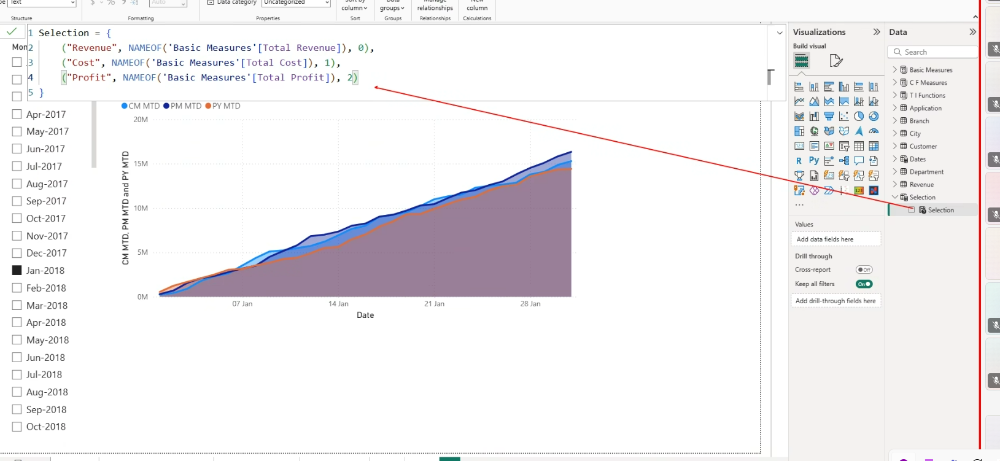 Text
$ %
Auto
Data category
Uncategorized
Sort by
column
Data
groups
Manage
relationships
New
column
Structure
Formatting
Properties
Sort
Groups
Relationships
Calculations
1 Selection = {
2 ("Revenue", NAMEOF('Basic Measures'[Total Revenue]), 0),
3 ("Cost", NAMEOF('Basic Measures'[Total Cost]), 1),
4 ("Profit", NAMEOF('Basic Measures'[Total Profit]), 2)
5 }
Mon
Apr-2017
May-2017
Jun-2017
Jul-2017
Aug-2017
Sep-2017
Oct-2017
Nov-2017
Dec-2017
Jan-2018
Feb-2018
Mar-2018
Apr-2018
May-2018
Jun-2018
Jul-2018
Aug-2018
Sep-2018
Oct-2018
CM MTD PM MTD PY MTD
CM MTD, PM MTD and PY MTD
20M
15M
10M
5M
0M
07 Jan
14 Jan
21 Jan
28 Jan
Date
Visualizations
Build visual
R
Py
123
...
Values
Add data fields here
Drill through
Cross-report
Off
Keep all filters
On
Add drill-through fields here
Data
Search
Basic Measures
C F Measures
T I Functions
Application
Branch
City
Customer
Dates
Department
Revenue
Selection
Selection